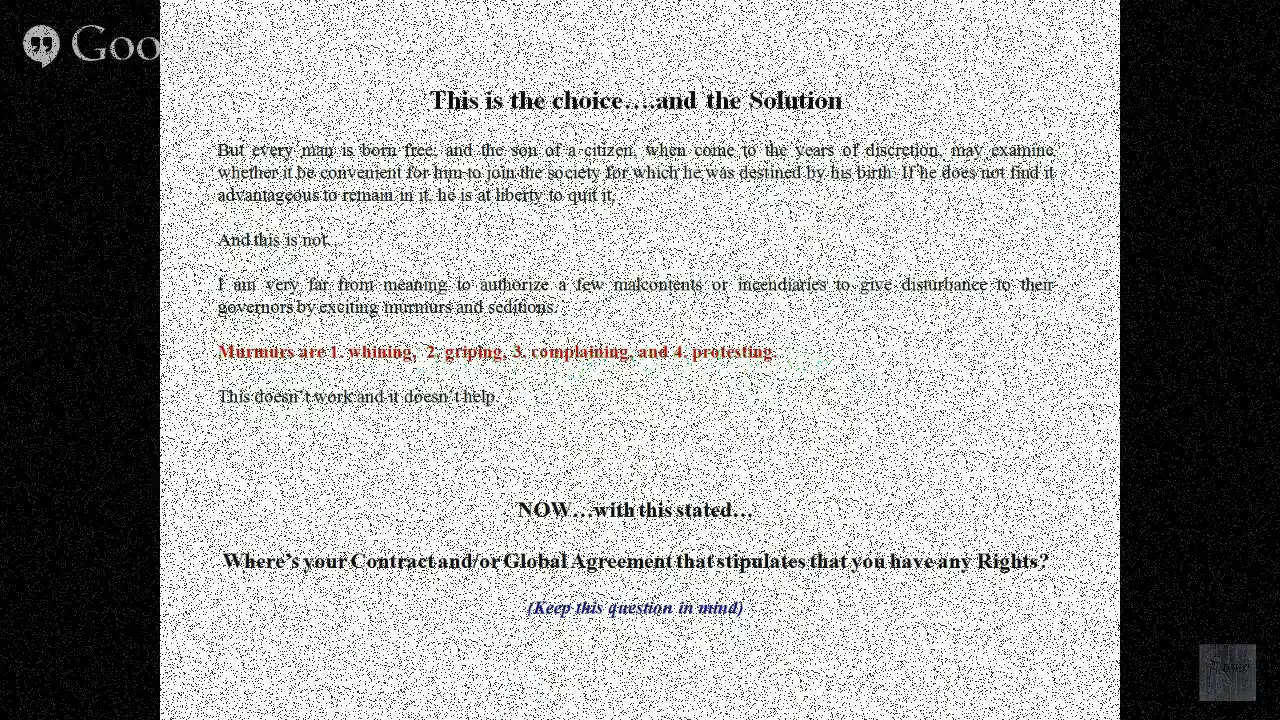 Goo
This is the choice….and the Solution
But every man is born free; and the son of a citizen, when come to the years of discretion, may examine
whether it be convenient for him to join the society for which he was destined by his birth. If he does not find it
advantageous to remain in it, he is at liberty to quit it,
And this is not...
I am very far from meaning to authorize a few malcontents or incendiaries to give disturbance to their
governors by exciting murmurs and seditions.
Murmurs are 1. whining, 2. griping, 3. complaining, and 4. protesting.
This doesn't work and it doesn't help.
NOW…with this stated…
Where's your Contract and/or Global Agreement that stipulates that you have any Rights?
(Keep this question in mind)